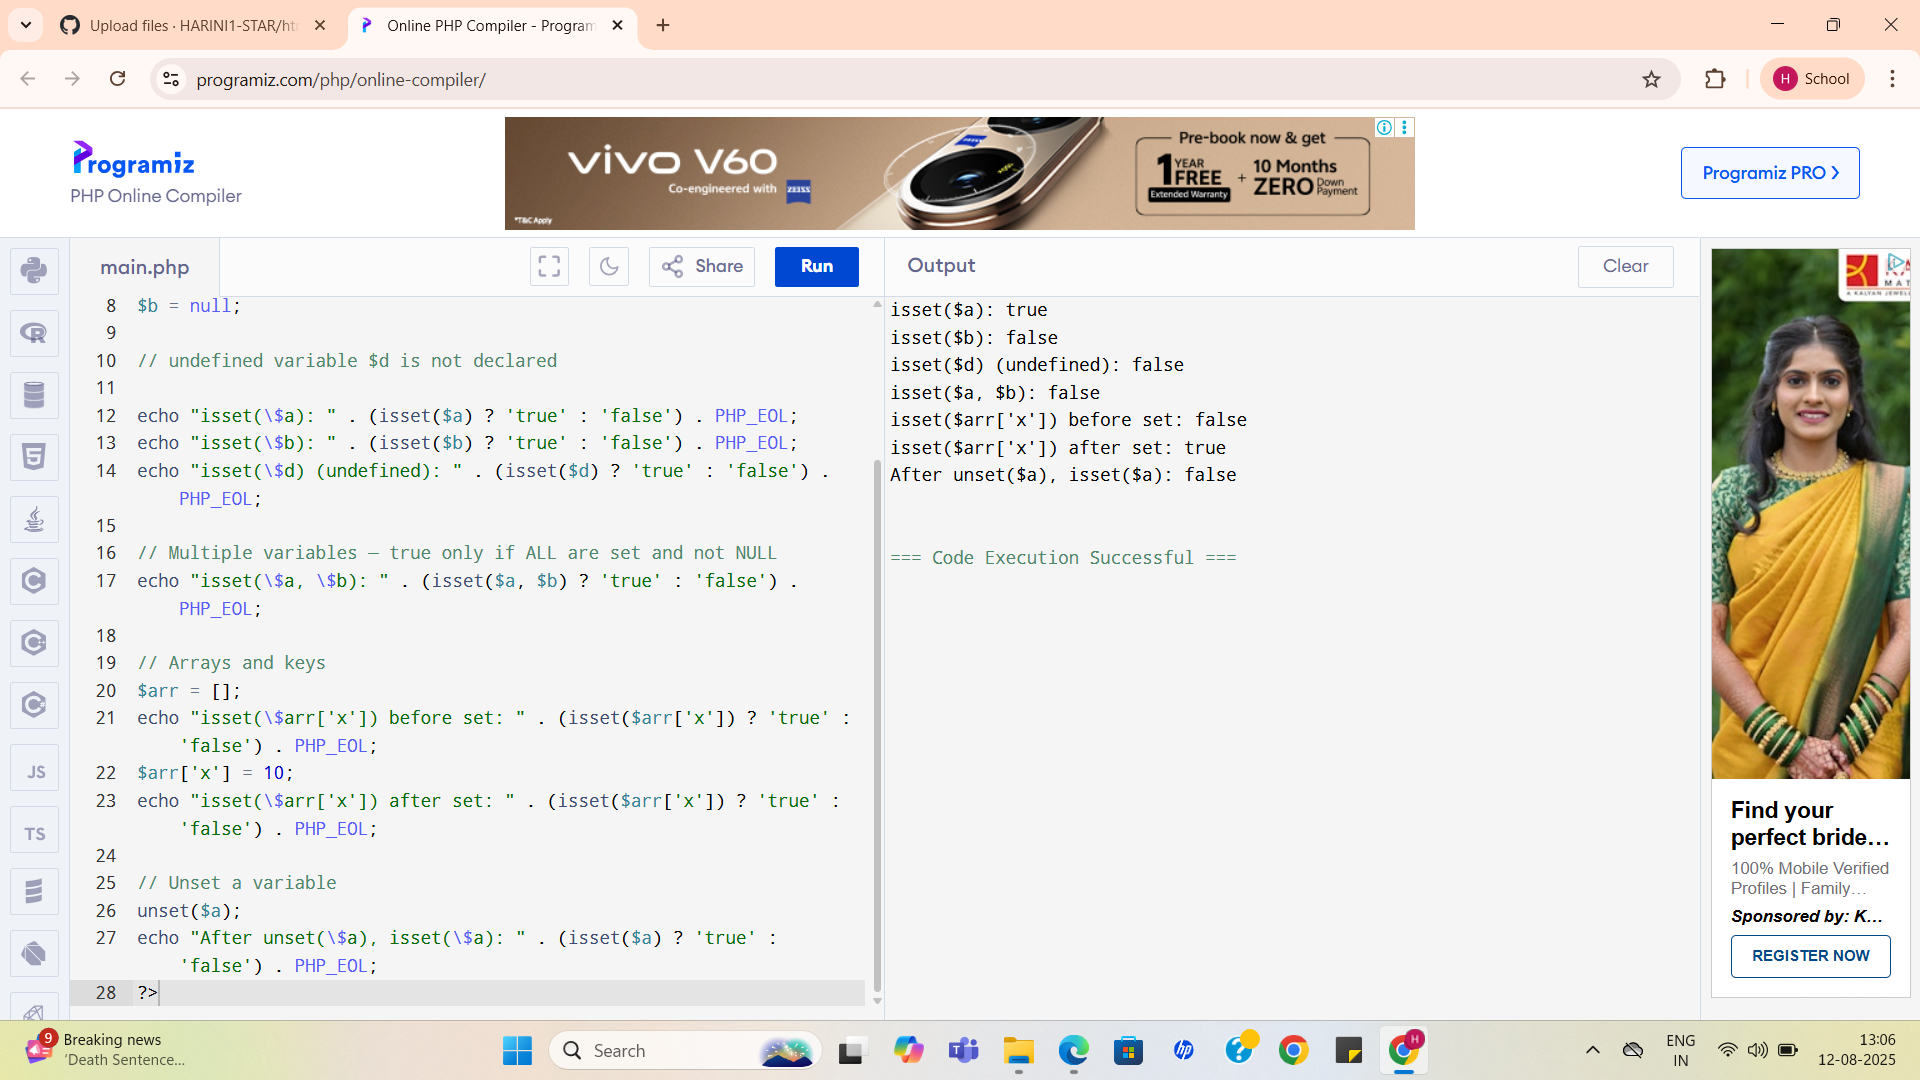 Upload files · HARINI1-STAR/ht
Online PHP Compiler - Program
programiz.com/php/online-compiler/
H School
Programiz
PHP Online Compiler
vivo V60
Co-engineered with ZEISS
*T&C Apply
Pre-book now & get
1 YEAR FREE Extended Warranty + 10 Months ZERO Down Payment
Programiz PRO
main.php
Share
Run
Output
Clear
8 $b = null;
9
10 // undefined variable $d is not declared
11
12 echo "isset(\$a): " . (isset($a) ? 'true' : 'false') . PHP_EOL;
13 echo "isset(\$b): " . (isset($b) ? 'true' : 'false') . PHP_EOL;
14 echo "isset(\$d) (undefined): " . (isset($d) ? 'true' : 'false') .
PHP_EOL;
15
16 // Multiple variables — true only if ALL are set and not NULL
17 echo "isset(\$a, \$b): " . (isset($a, $b) ? 'true' : 'false') .
PHP_EOL;
18
19 // Arrays and keys
20 $arr = [];
21 echo "isset(\$arr['x']) before set: " . (isset($arr['x']) ? 'true' :
'false') . PHP_EOL;
22 $arr['x'] = 10;
23 echo "isset(\$arr['x']) after set: " . (isset($arr['x']) ? 'true' :
'false') . PHP_EOL;
24
25 // Unset a variable
26 unset($a);
27 echo "After unset(\$a), isset(\$a): " . (isset($a) ? 'true' :
'false') . PHP_EOL;
28 ?>
isset($a): true
isset($b): false
isset($d) (undefined): false
isset($a, $b): false
isset($arr['x']) before set: false
isset($arr['x']) after set: true
After unset($a), isset($a): false
=== Code Execution Successful ===
JS
TS
MAT
A KALYAN JEWEL
Find your
perfect bride...
100% Mobile Verified
Profiles | Family...
Sponsored by: K...
REGISTER NOW
9
Breaking news
'Death Sentence...
Search
ENG
IN
13:06
12-08-2025